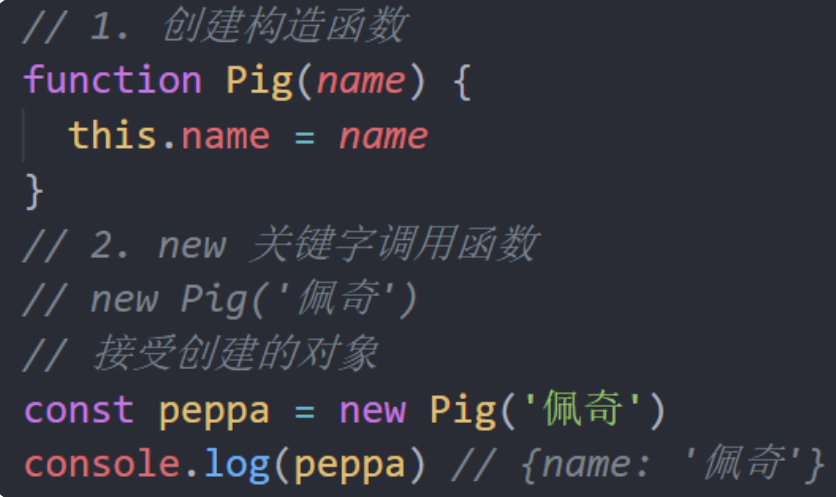 // 1. 创建构造函数
function Pig(name) {
  this.name = name
}
// 2. new 关键字调用函数
// new Pig('佩奇')
// 接受创建的对象
const peppa = new Pig('佩奇')
console.log(peppa) // {name: '佩奇'}